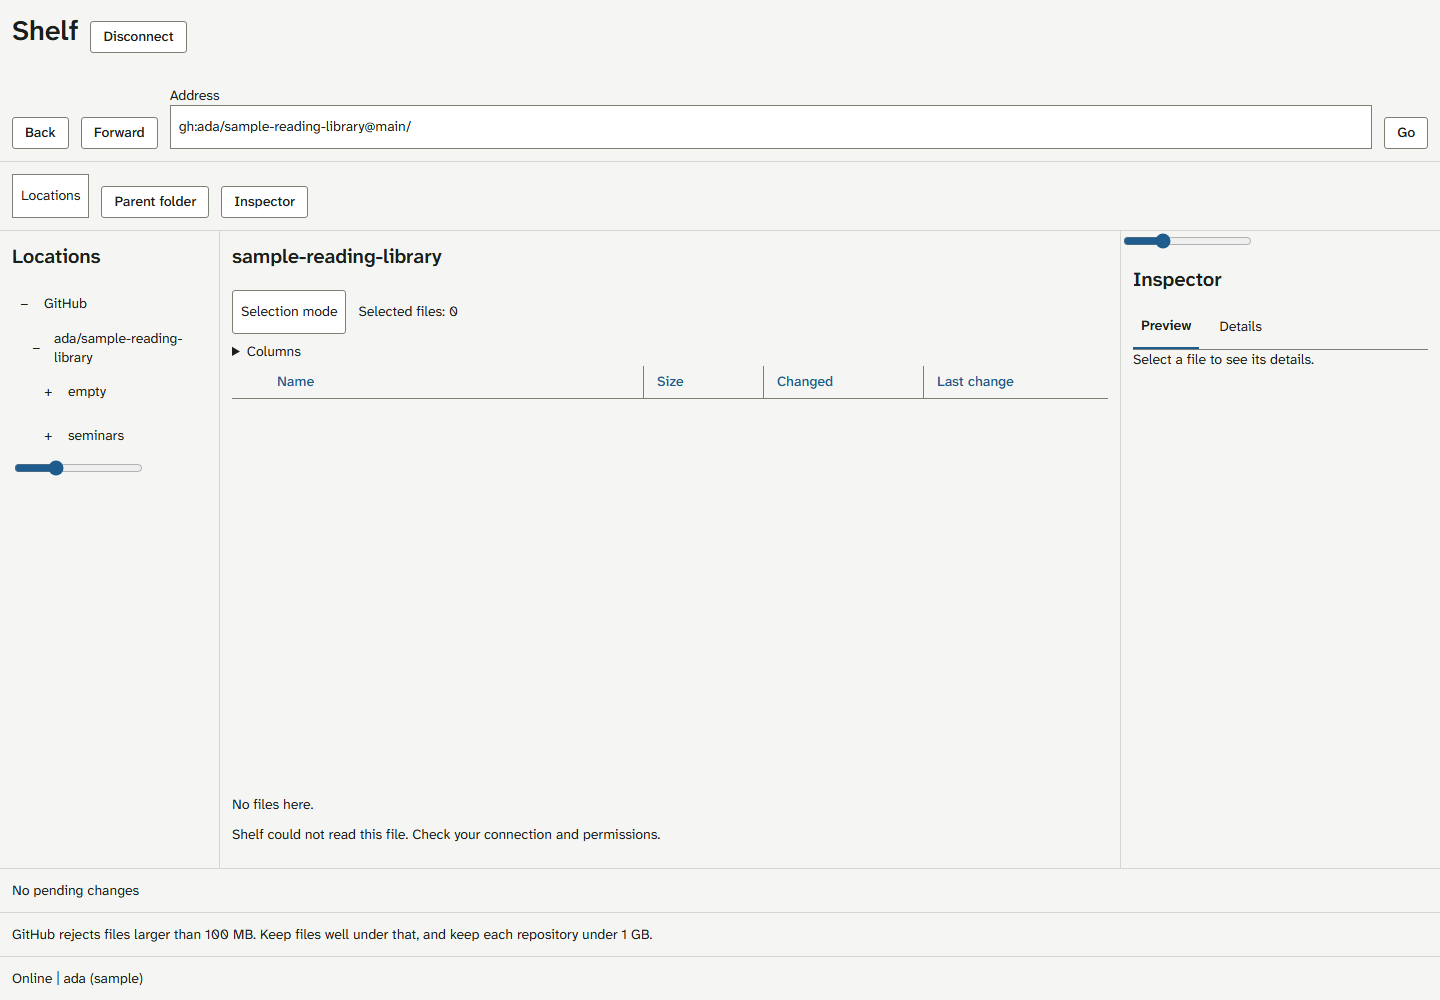 Shelf
Disconnect
Address
Back
Forward
gh:ada/sample-reading-library@main/
Go
Locations
Parent folder
Inspector
Locations
– GitHub
– ada/sample-reading-
library
+ empty
+ seminars
sample-reading-library
Selection mode
Selected files: 0
Columns
Name
Size
Changed
Last change
No files here.
Shelf could not read this file. Check your connection and permissions.
Inspector
Preview
Details
Select a file to see its details.
No pending changes
GitHub rejects files larger than 100 MB. Keep files well under that, and keep each repository under 1 GB.
Online | ada (sample)